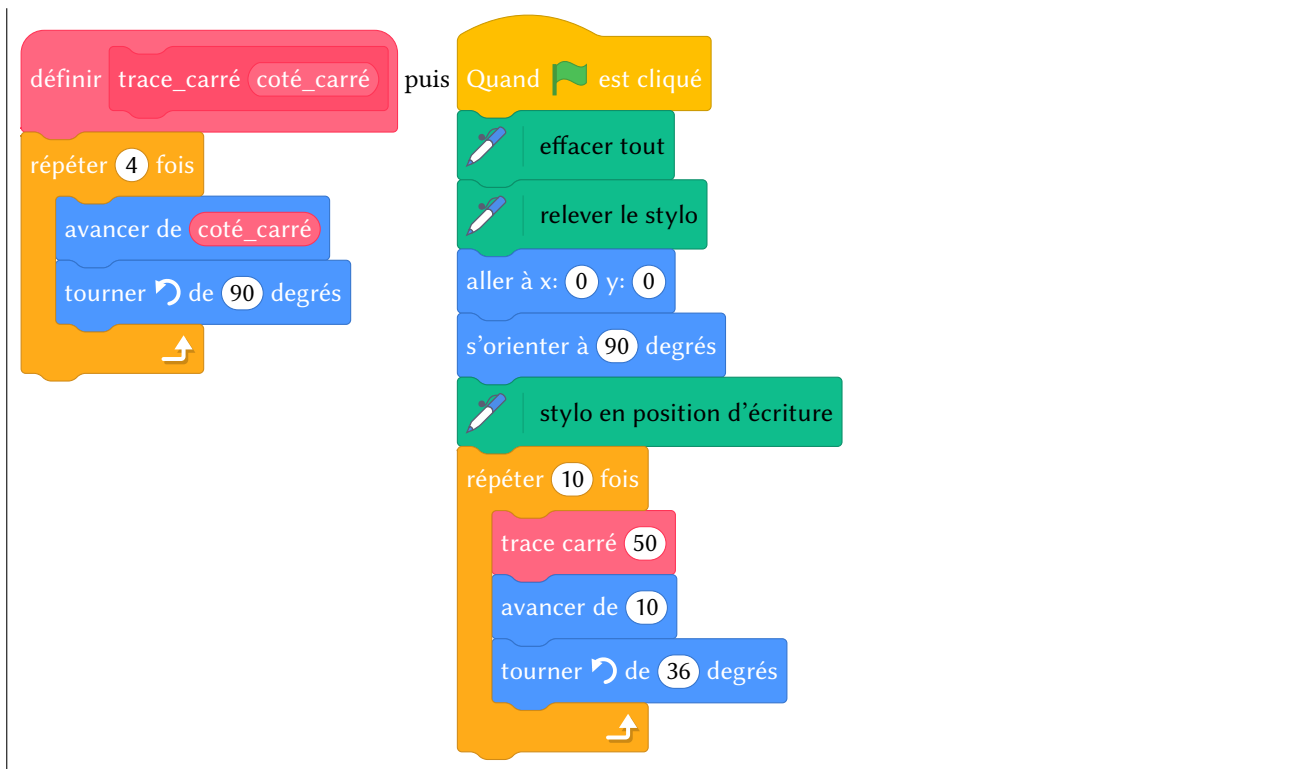 définir trace_carré coté_carré
répéter 4 fois
avancer de coté_carré
tourner de 90 degrés
puis
Quand est cliqué
effacer tout
relever le stylo
aller à x: 0 y: 0
s'orienter à 90 degrés
stylo en position d'écriture
répéter 10 fois
trace carré 50
avancer de 10
tourner de 36 degrés